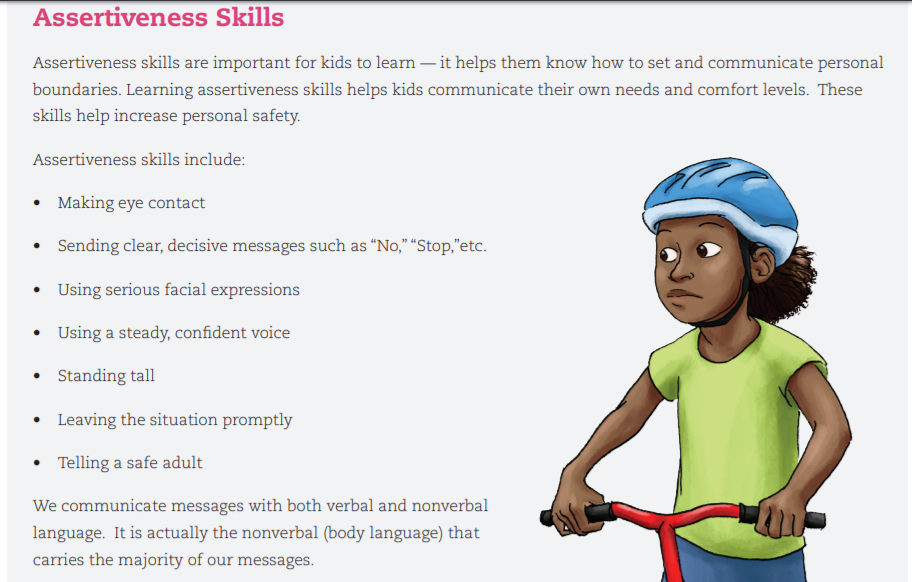 Assertiveness Skills
Assertiveness skills are important for kids to learn — it helps them know how to set and communicate personal
boundaries. Learning assertiveness skills helps kids communicate their own needs and comfort levels.  These
skills help increase personal safety.
Assertiveness skills include:
• Making eye contact
• Sending clear, decisive messages such as “No,” “Stop,”etc.
• Using serious facial expressions
• Using a steady, confident voice
• Standing tall
• Leaving the situation promptly
• Telling a safe adult
We communicate messages with both verbal and nonverbal
language.  It is actually the nonverbal (body language) that
carries the majority of our messages.